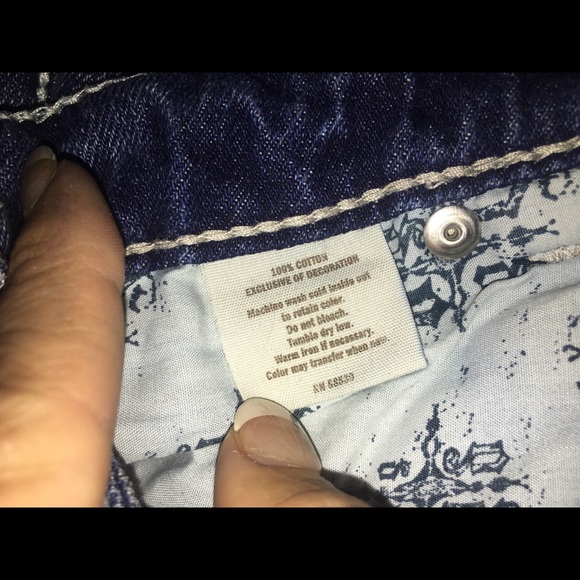 100% COTTON
EXCLUSIVE OF DECORATION
Machine wash cold inside out
to retain color.
Do not bleach.
Tumble dry low.
Warm iron if necessary.
Color may transfer when new.